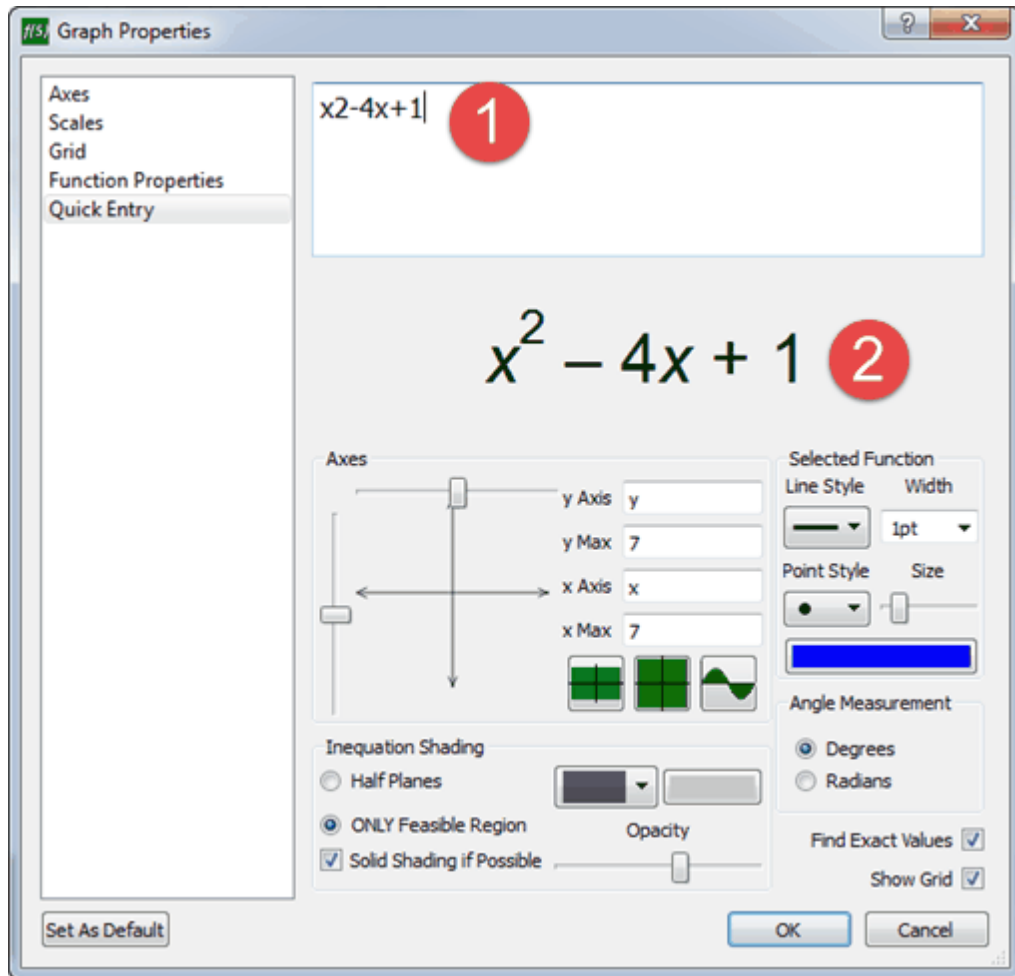 f(s) Graph Properties
Axes
Scales
Grid
Function Properties
Quick Entry
x2-4x+1
1
x² – 4x + 1
2
Axes
y Axis y
y Max 7
x Axis x
x Max 7
Selected Function
Line Style Width
1pt
Point Style Size
Angle Measurement
Degrees
Radians
Inequation Shading
Half Planes
ONLY Feasible Region
Solid Shading if Possible
Opacity
Find Exact Values
Show Grid
Set As Default
OK
Cancel